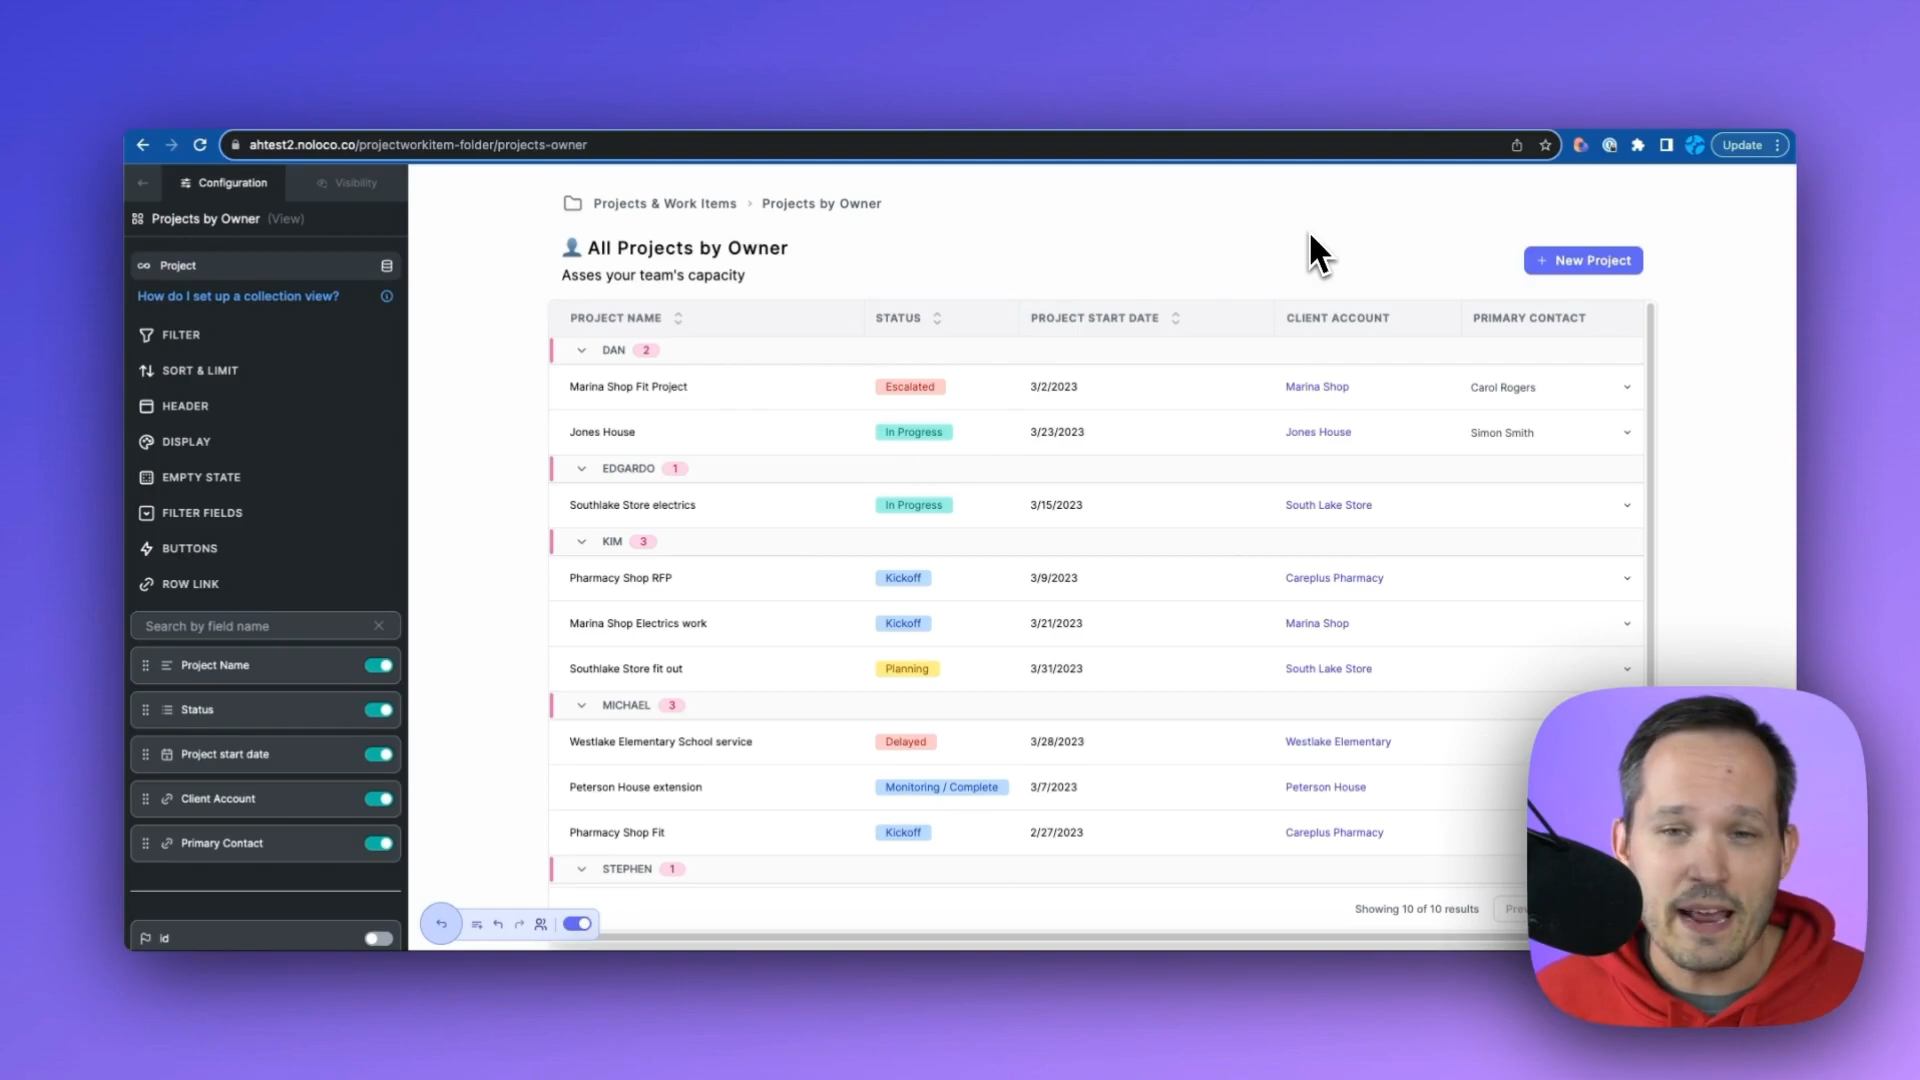 ahtest2.noloco.co/projectworkitem-folder/projects-owner
Update
Configuration
Visibility
Projects by Owner (View)
Project
How do I set up a collection view?
FILTER
SORT & LIMIT
HEADER
DISPLAY
EMPTY STATE
FILTER FIELDS
BUTTONS
ROW LINK
Search by field name
Project Name
Status
Project start date
Client Account
Primary Contact
id
Projects & Work Items > Projects by Owner
All Projects by Owner
Asses your team's capacity
+ New Project
PROJECT NAME STATUS PROJECT START DATE CLIENT ACCOUNT PRIMARY CONTACT
DAN 2
Marina Shop Fit Project Escalated 3/2/2023 Marina Shop Carol Rogers
Jones House In Progress 3/23/2023 Jones House Simon Smith
EDGARDO 1
Southlake Store electrics In Progress 3/15/2023 South Lake Store
KIM 3
Pharmacy Shop RFP Kickoff 3/9/2023 Careplus Pharmacy
Marina Shop Electrics work Kickoff 3/21/2023 Marina Shop
Southlake Store fit out Planning 3/31/2023 South Lake Store
MICHAEL 3
Westlake Elementary School service Delayed 3/28/2023 Westlake Elementary
Peterson House extension Monitoring / Complete 3/7/2023 Peterson House
Pharmacy Shop Fit Kickoff 2/27/2023 Careplus Pharmacy
STEPHEN 1
Showing 10 of 10 results